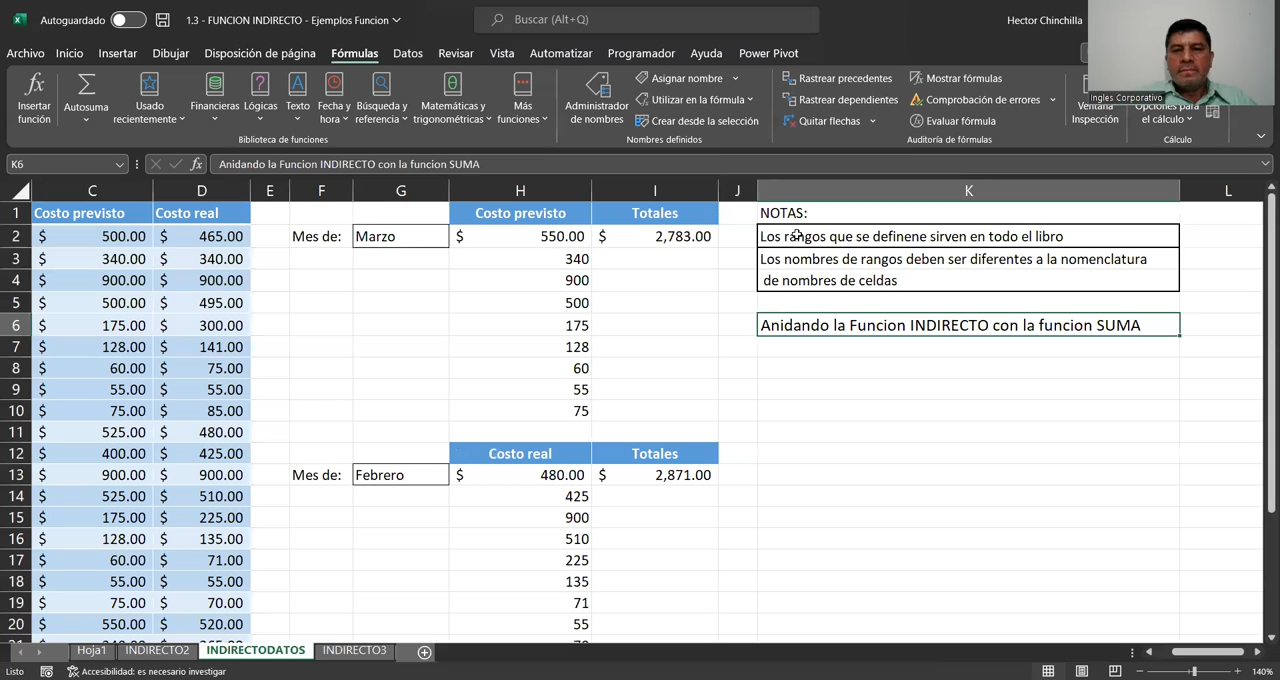 Autoguardado
1.3 - FUNCION INDIRECTO - Ejemplos Funcion
Buscar (Alt+Q)
Hector Chinchilla
Ingles Corporativo
Archivo Inicio Insertar Dibujar Disposición de página Fórmulas Datos Revisar Vista Automatizar Programador Ayuda Power Pivot
Insertar función
Autosuma
Usado recientemente
Financieras
Lógicas
Texto
Fecha y hora
Búsqueda y referencia
Matemáticas y trigonométricas
Más funciones
Biblioteca de funciones
Administrador de nombres
Asignar nombre
Utilizar en la fórmula
Crear desde la selección
Nombres definidos
Rastrear precedentes
Rastrear dependientes
Quitar flechas
Mostrar fórmulas
Comprobación de errores
Evaluar fórmula
Auditoría de fórmulas
Ventana Inspección
Opciones para el cálculo
Cálculo
K6 fx Anidando la Funcion INDIRECTO con la funcion SUMA
C D E F G H I J K L
1 Costo previsto Costo real Costo previsto Totales NOTAS:
2 $ 500.00 $ 465.00 Mes de: Marzo $ 550.00 $ 2,783.00 Los rangos que se definene sirven en todo el libro
3 $ 340.00 $ 340.00 340 Los nombres de rangos deben ser diferentes a la nomenclatura
4 $ 900.00 $ 900.00 900 de nombres de celdas
5 $ 500.00 $ 495.00 500
6 $ 175.00 $ 300.00 175 Anidando la Funcion INDIRECTO con la funcion SUMA
7 $ 128.00 $ 141.00 128
8 $ 60.00 $ 75.00 60
9 $ 55.00 $ 55.00 55
10 $ 75.00 $ 85.00 75
11 $ 525.00 $ 480.00
12 $ 400.00 $ 425.00 Costo real Totales
13 $ 900.00 $ 900.00 Mes de: Febrero $ 480.00 $ 2,871.00
14 $ 525.00 $ 510.00 425
15 $ 175.00 $ 225.00 900
16 $ 128.00 $ 135.00 510
17 $ 60.00 $ 71.00 225
18 $ 55.00 $ 55.00 135
19 $ 75.00 $ 70.00 71
20 $ 550.00 $ 520.00 55
Hoja1 INDIRECTO2 INDIRECTODATOS INDIRECTO3
Listo Accesibilidad: es necesario investigar 140%